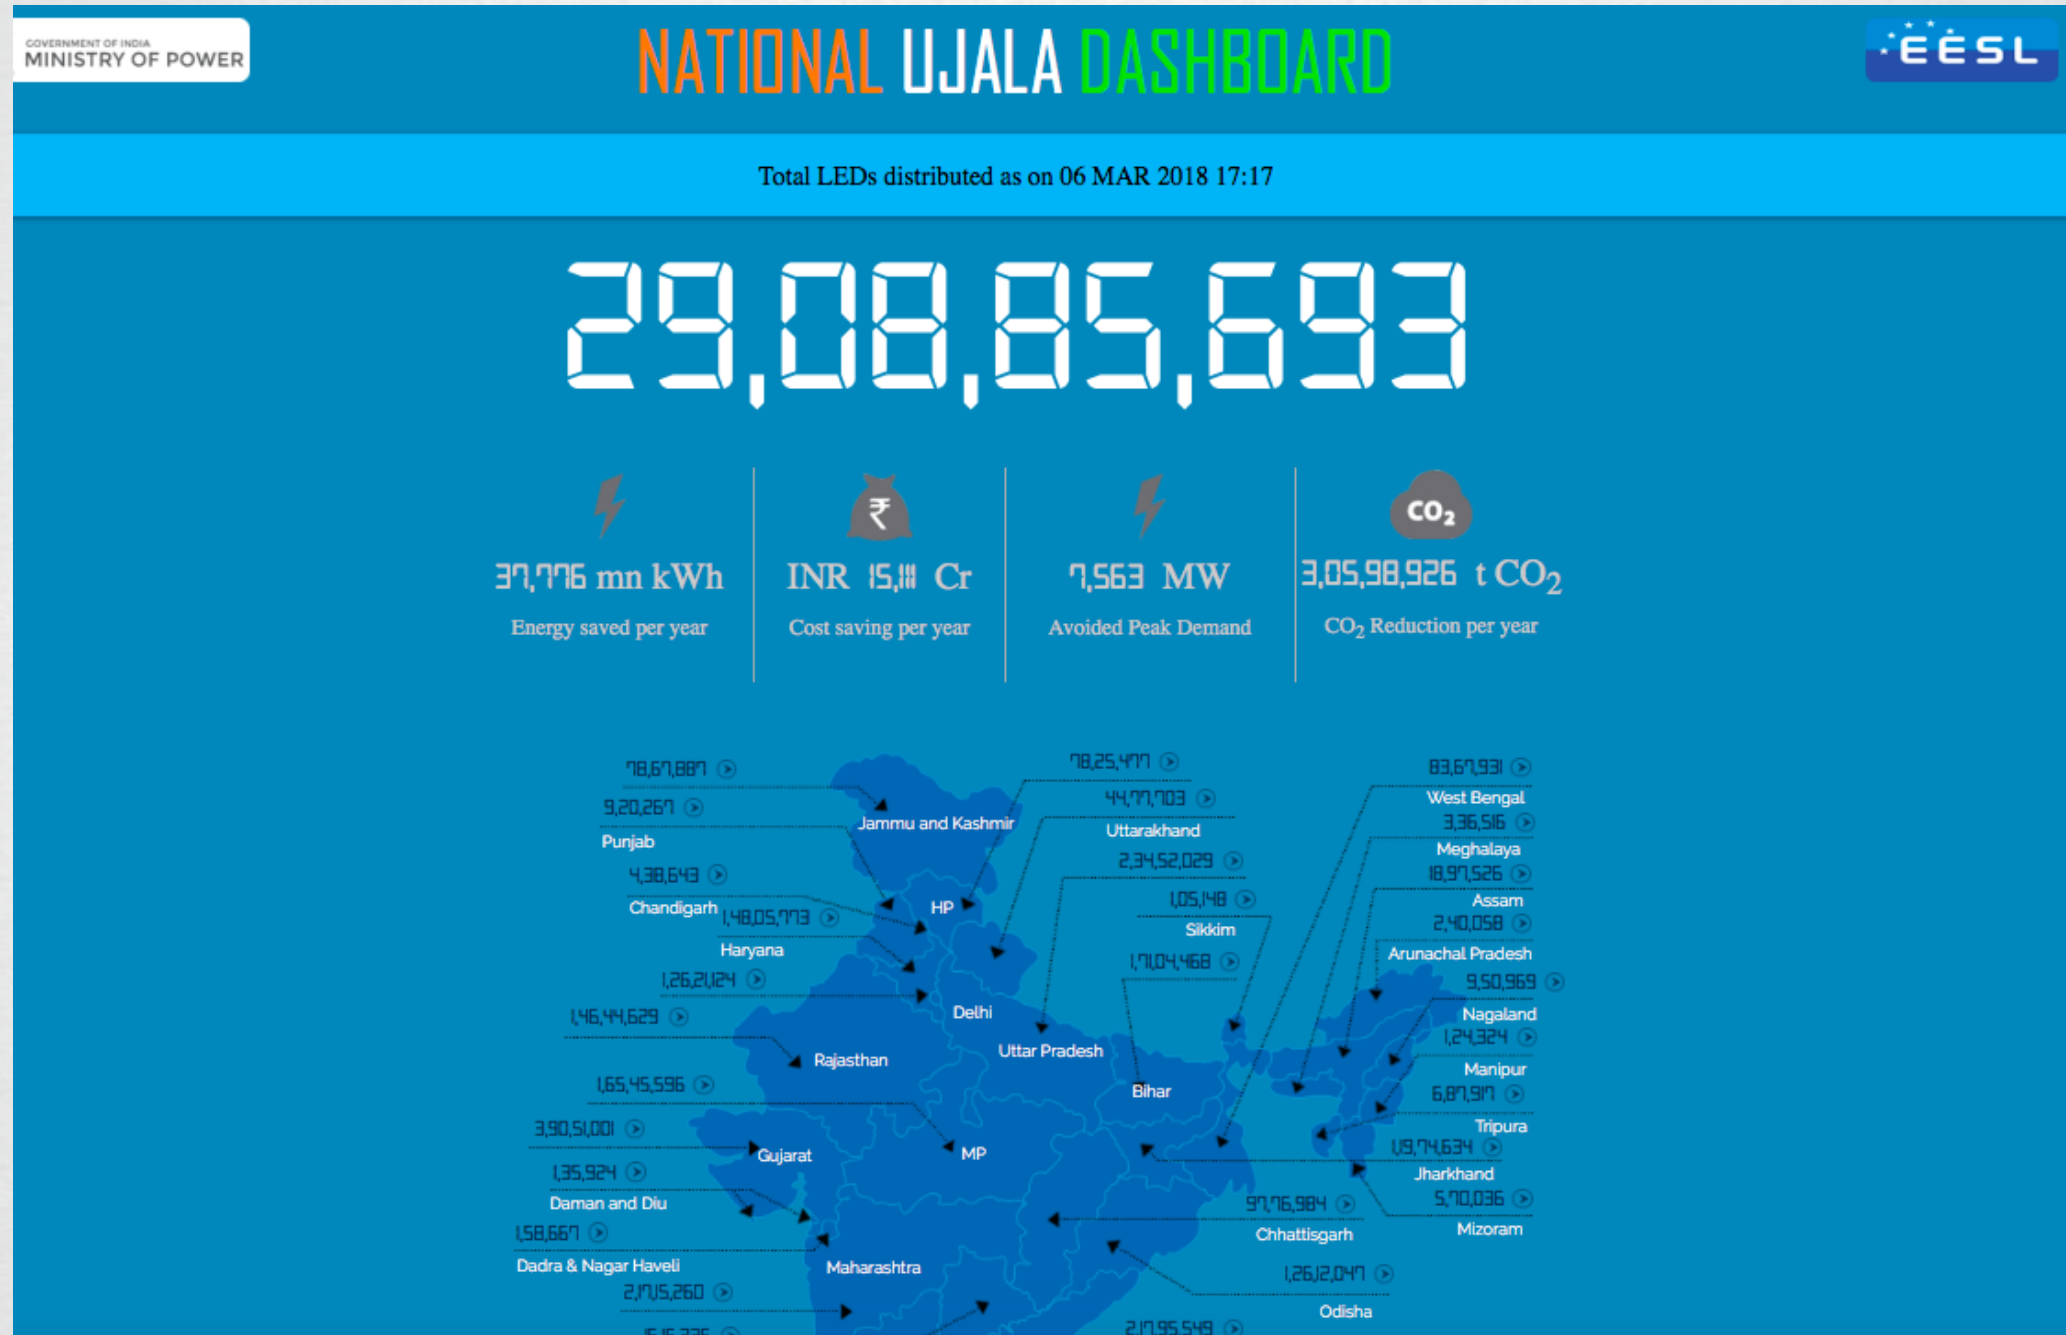 GOVERNMENT OF INDIA
MINISTRY OF POWER
NATIONAL UJALA DASHBOARD
EESL
Total LEDs distributed as on 06 MAR 2018 17:17
29,08,85,693
₹
CO₂
37,776 mn kWh
INR 15,111 Cr
7,563 MW
3,05,98,926 t CO₂
Energy saved per year
Cost saving per year
Avoided Peak Demand
CO₂ Reduction per year
78,67,887
9,20,267
Punjab
4,38,643
Chandigarh
1,48,05,773
Haryana
1,26,21,124
1,46,44,629
1,65,45,596
3,90,51,001
1,35,924
Daman and Diu
1,58,667
Dadra & Nagar Haveli
2,17,15,260
Jammu and Kashmir
HP
Delhi
Rajasthan
Uttar Pradesh
Bihar
Gujarat
MP
Maharashtra
78,25,477
44,77,703
Uttarakhand
2,34,52,029
1,05,148
Sikkim
1,71,04,468
83,67,931
West Bengal
3,36,516
Meghalaya
18,97,526
Assam
2,40,058
Arunachal Pradesh
9,50,969
Nagaland
1,24,324
Manipur
6,87,917
Tripura
1,19,74,634
Jharkhand
5,70,036
Mizoram
97,76,984
Chhattisgarh
1,26,12,047
Odisha
2,17,95,549